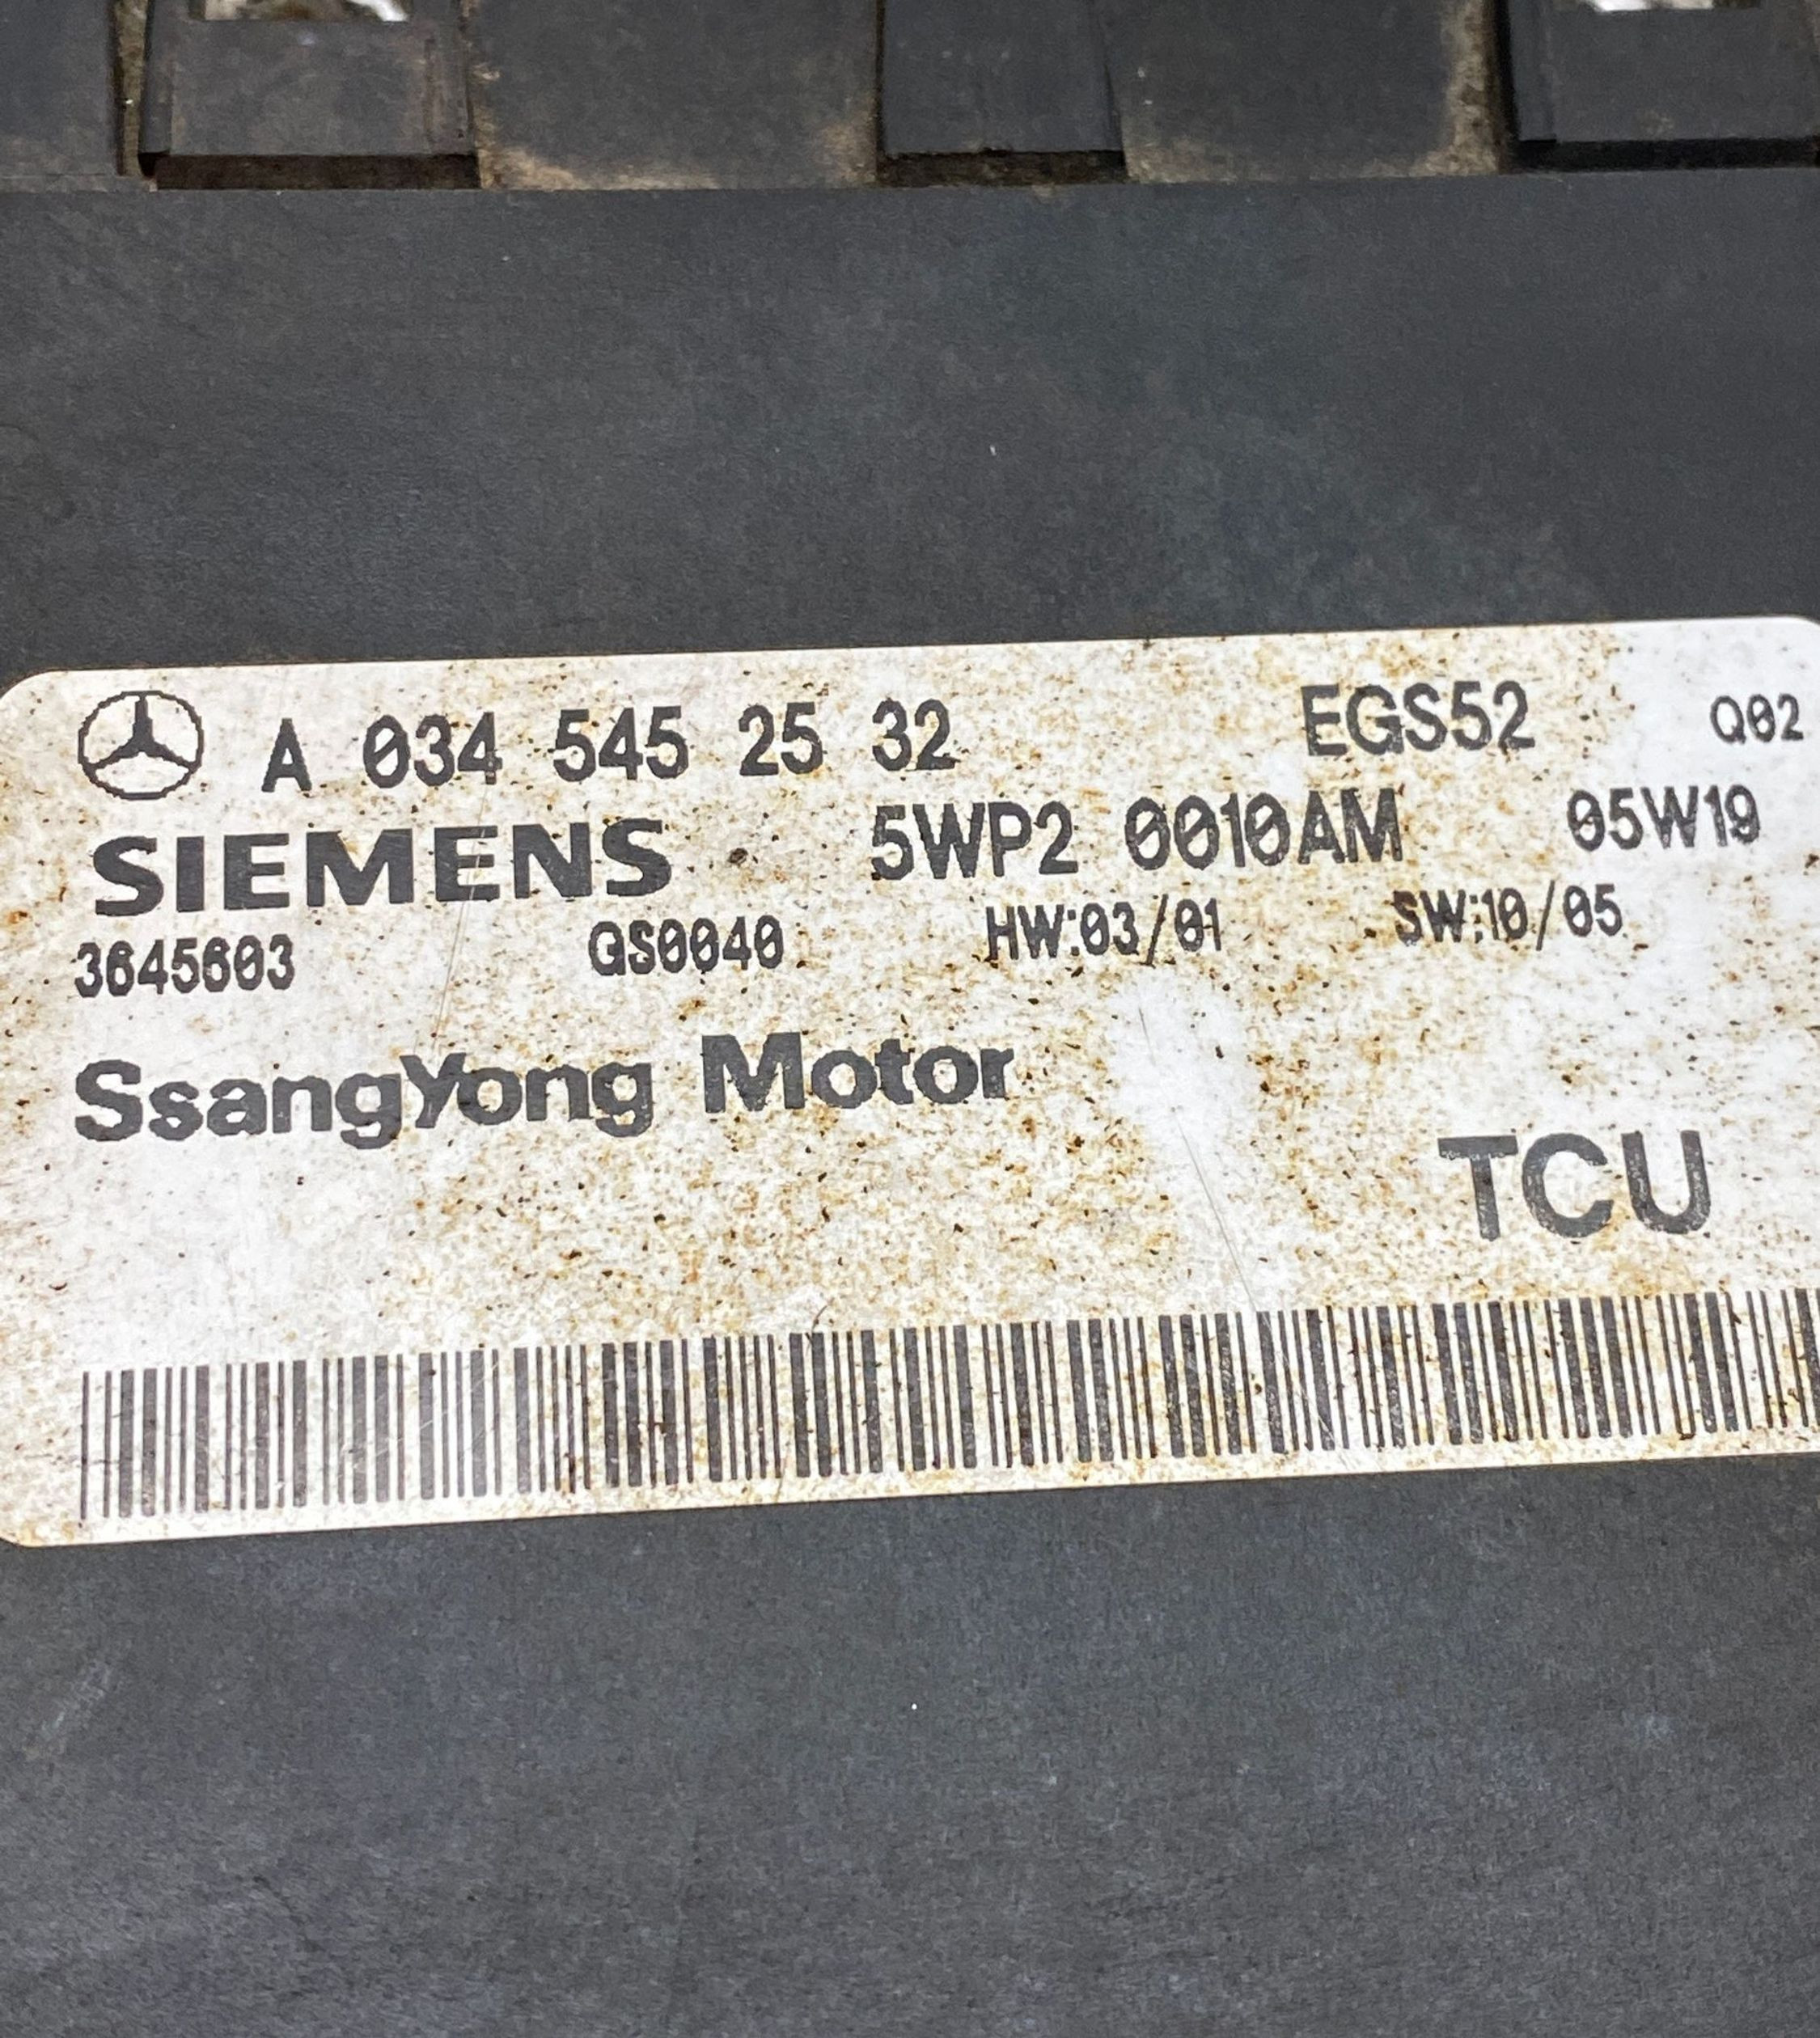 A 034 545 25 32 EGS52 Q02
SIEMENS 5WP2 0010AM 05W19
3645603 GS0040 HW:03/01 SW:10/05
SsangYong Motor
TCU